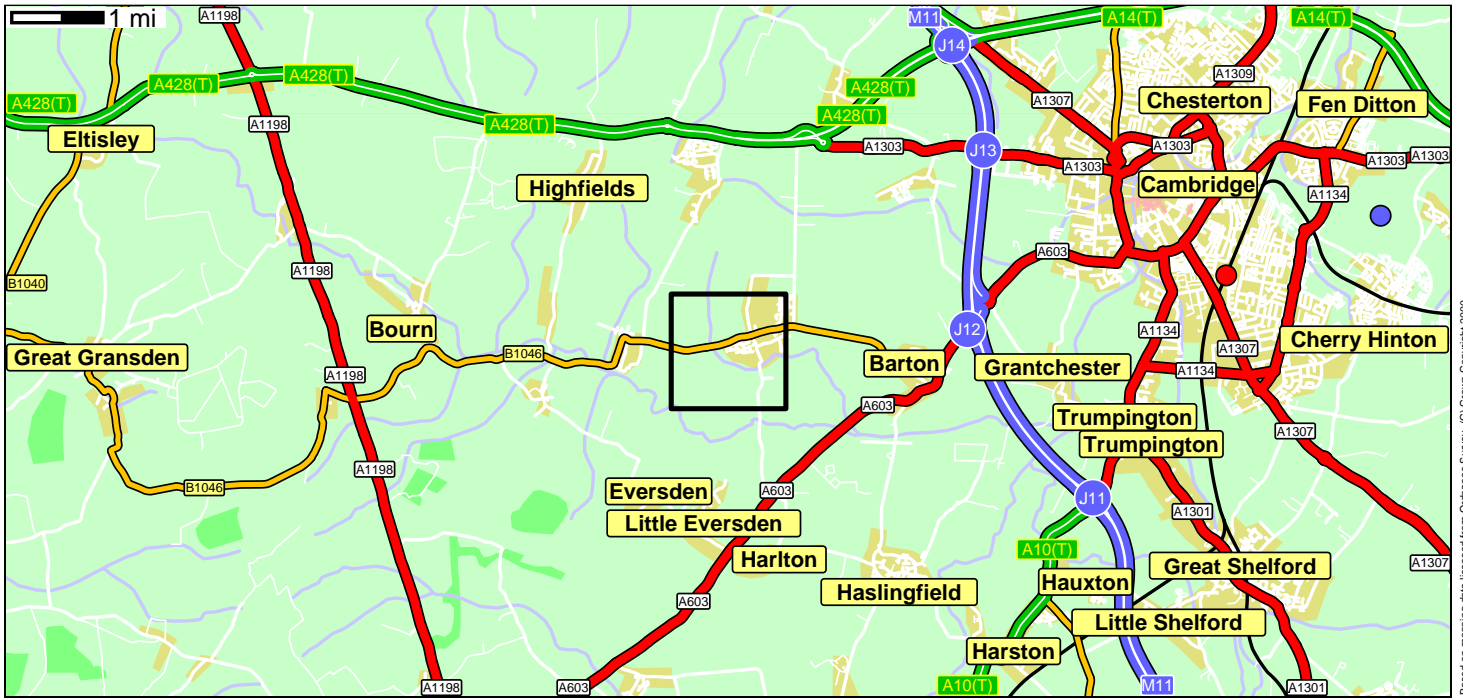 1 mi
A1198
M11
A14(T)
A14(T)
J14
A428(T)
A428(T)
A428(T)
A1309
A428(T)
A1307
Chesterton
Fen Ditton
A428(T)
A428(T)
A1198
A428(T)
Eltisley
A1303
J13
A1303
A1303
A1303
A1303
Highfields
Cambridge
A1134
A603
A1198
B1040
Bourn
J12
A1134
Cherry Hinton
Great Gransden
B1046
A1307
A1198
Barton
Grantchester
A1134
A603
Trumpington
A1307
Trumpington
A1198
B1046
Eversden
A603
J11
Little Eversden
A1301
A10(T)
Harlton
A1307
Great Shelford
Hauxton
Haslingfield
A603
Little Shelford
Harston
A1198
A603
A10(T)
M11
A1301